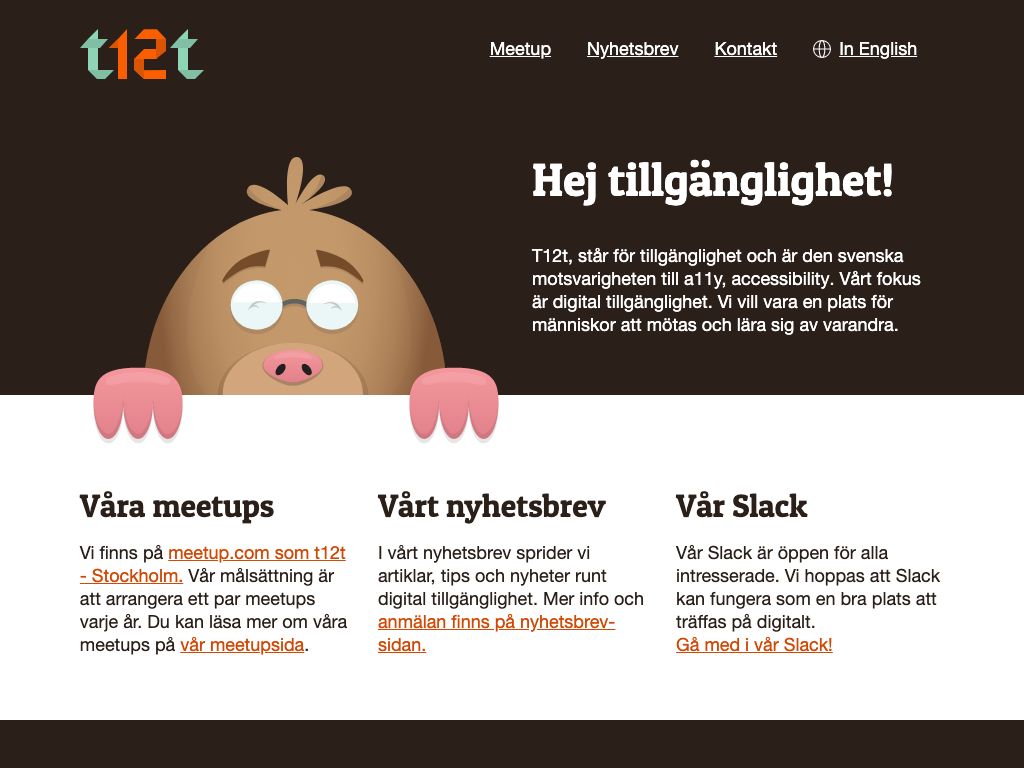 t12t
Meetup
Nyhetsbrev
Kontakt
In English
Hej tillgänglighet!
T12t, står för tillgänglighet och är den svenska
motsvarigheten till a11y, accessibility. Vårt fokus
är digital tillgänglighet. Vi vill vara en plats för
människor att mötas och lära sig av varandra.
Våra meetups
Vi finns på meetup.com som t12t
- Stockholm. Vår målsättning är
att arrangera ett par meetups
varje år. Du kan läsa mer om våra
meetups på vår meetupsida.
Vårt nyhetsbrev
I vårt nyhetsbrev sprider vi
artiklar, tips och nyheter runt
digital tillgänglighet. Mer info och
anmälan finns på nyhetsbrev-
sidan.
Vår Slack
Vår Slack är öppen för alla
intresserade. Vi hoppas att Slack
kan fungera som en bra plats att
träffas på digitalt.
Gå med i vår Slack!